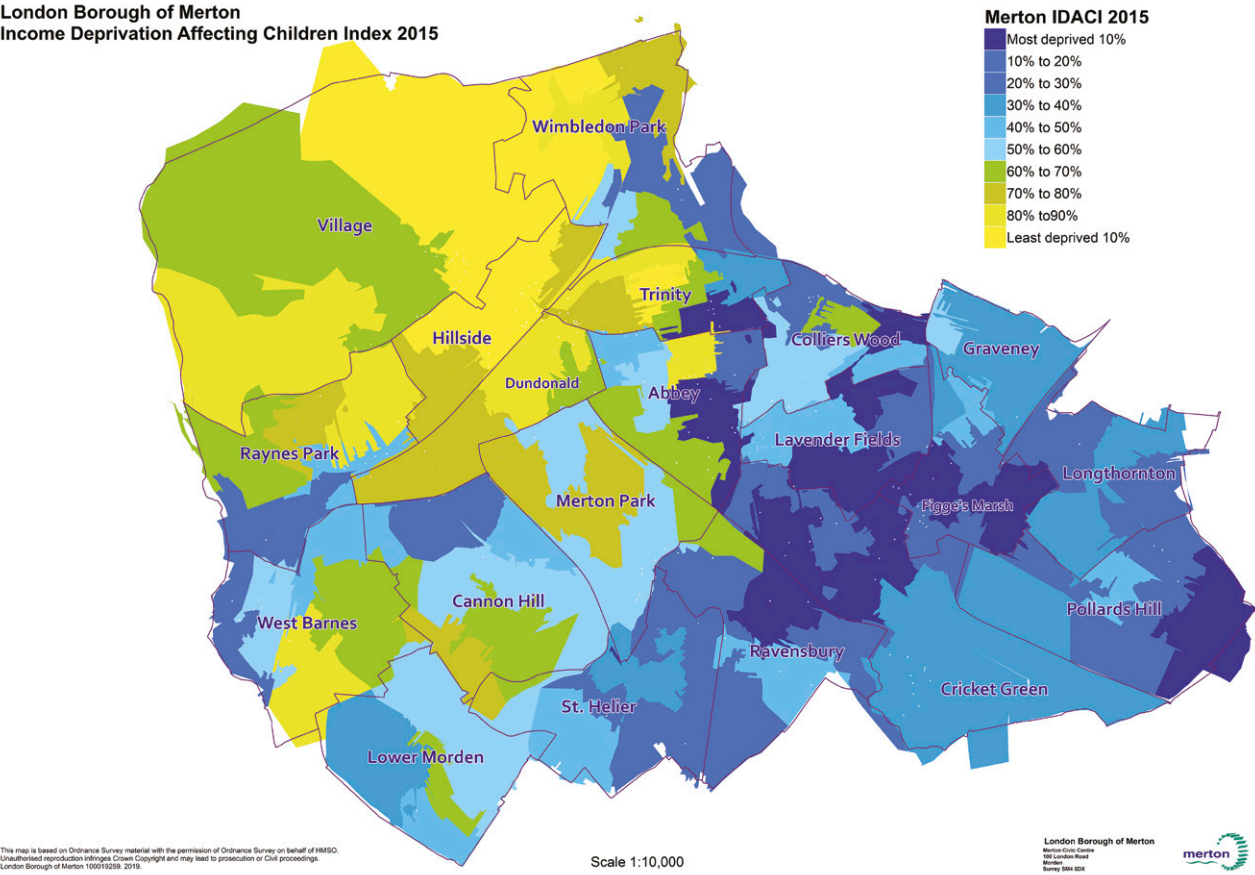 London Borough of Merton
Income Deprivation Affecting Children Index 2015
Merton IDACI 2015
Most deprived 10%
10% to 20%
20% to 30%
30% to 40%
40% to 50%
50% to 60%
60% to 70%
70% to 80%
80% to90%
Least deprived 10%
Wimbledon Park
Village
Trinity
Hillside
Colliers Wood
Graveney
Dundonald
Abbey
Raynes Park
Lavender Fields
Longthornton
Merton Park
Figge's Marsh
Cannon Hill
Pollards Hill
West Barnes
Ravensbury
Cricket Green
St. Helier
Lower Morden
This map is based on Ordnance Survey material with the permission of Ordnance Survey on behalf of HMSO.
Unauthorised reproduction infringes Crown Copyright and may lead to prosecution or Civil proceedings.
London Borough of Merton 100019259. 2019.
Scale 1:10,000
London Borough of Merton
Merton Civic Centre
100 London Road
Morden
Surrey SM4 5DX
merton